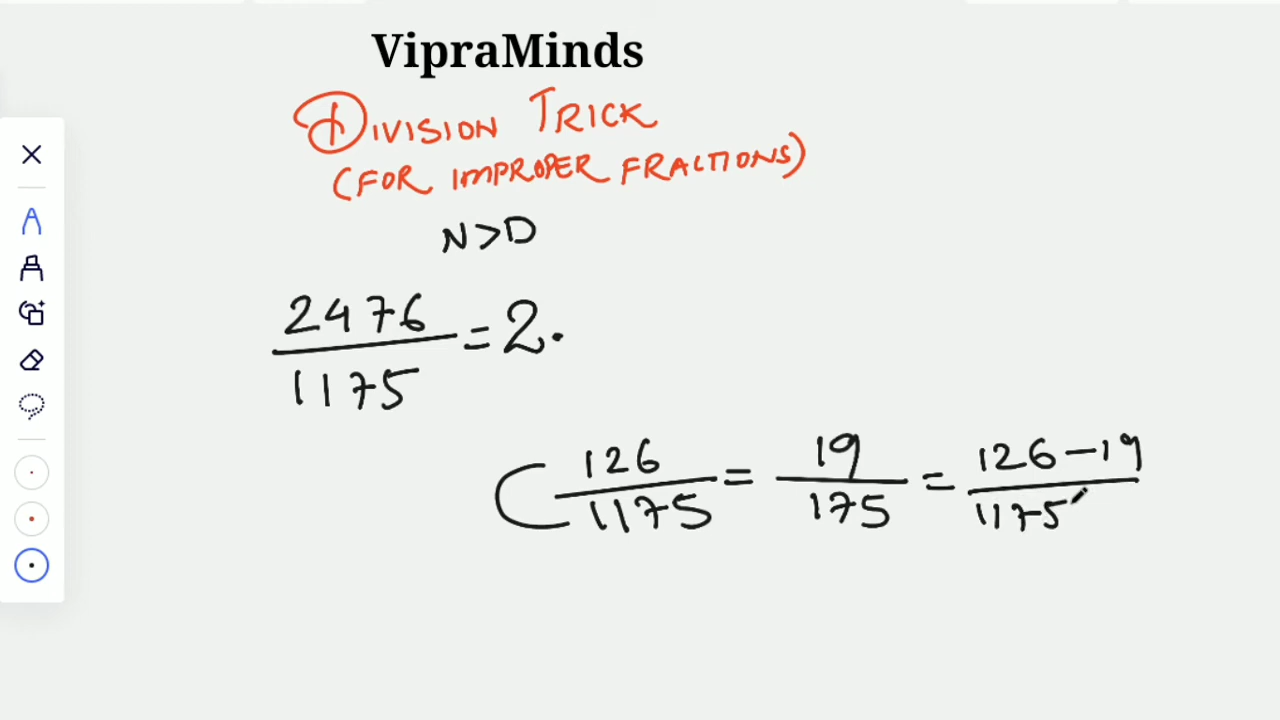 VipraMinds
DIVISION TRICK
(FOR IMPROPER FRACTIONS)
N>D
2476
1175
=2.
126
1175
=
19
175
=
126-19
1175